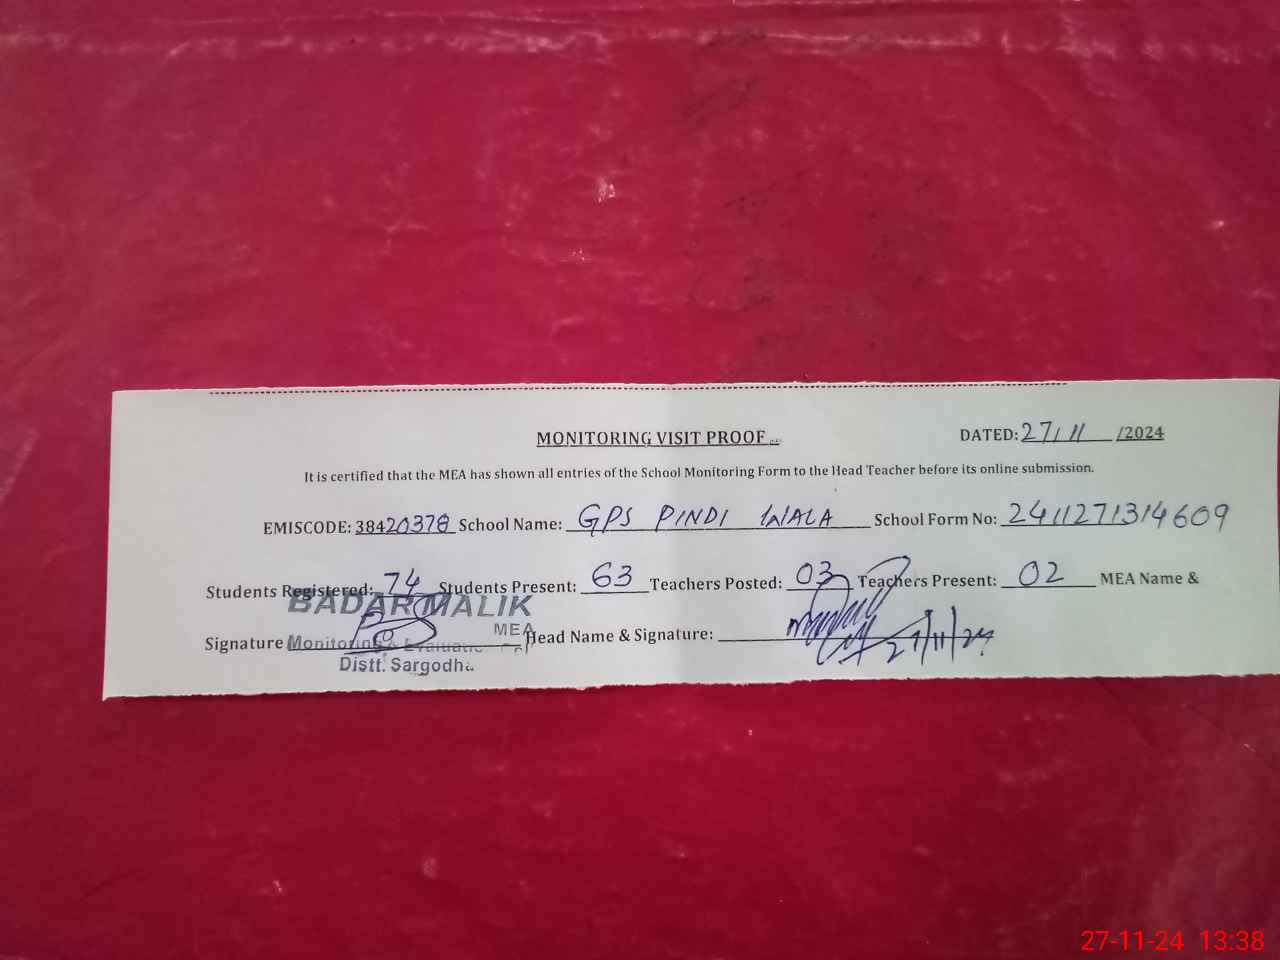 MONITORING VISIT PROOF
DATED: 27/11 /2024
It is certified that the MEA has shown all entries of the School Monitoring Form to the Head Teacher before its online submission.
EMISCODE: 38420378 School Name: GPS PINDI WALA School Form No: 2411271314609
Students Registered: 74 Students Present: 63 Teachers Posted: 03 Teachers Present: 02 MEA Name &
BADAR MALIK
MEA
Signature Head Name & Signature: 27/11/24
Monitoring & Evaluation
Distt. Sargodha
27-11-24 13:38